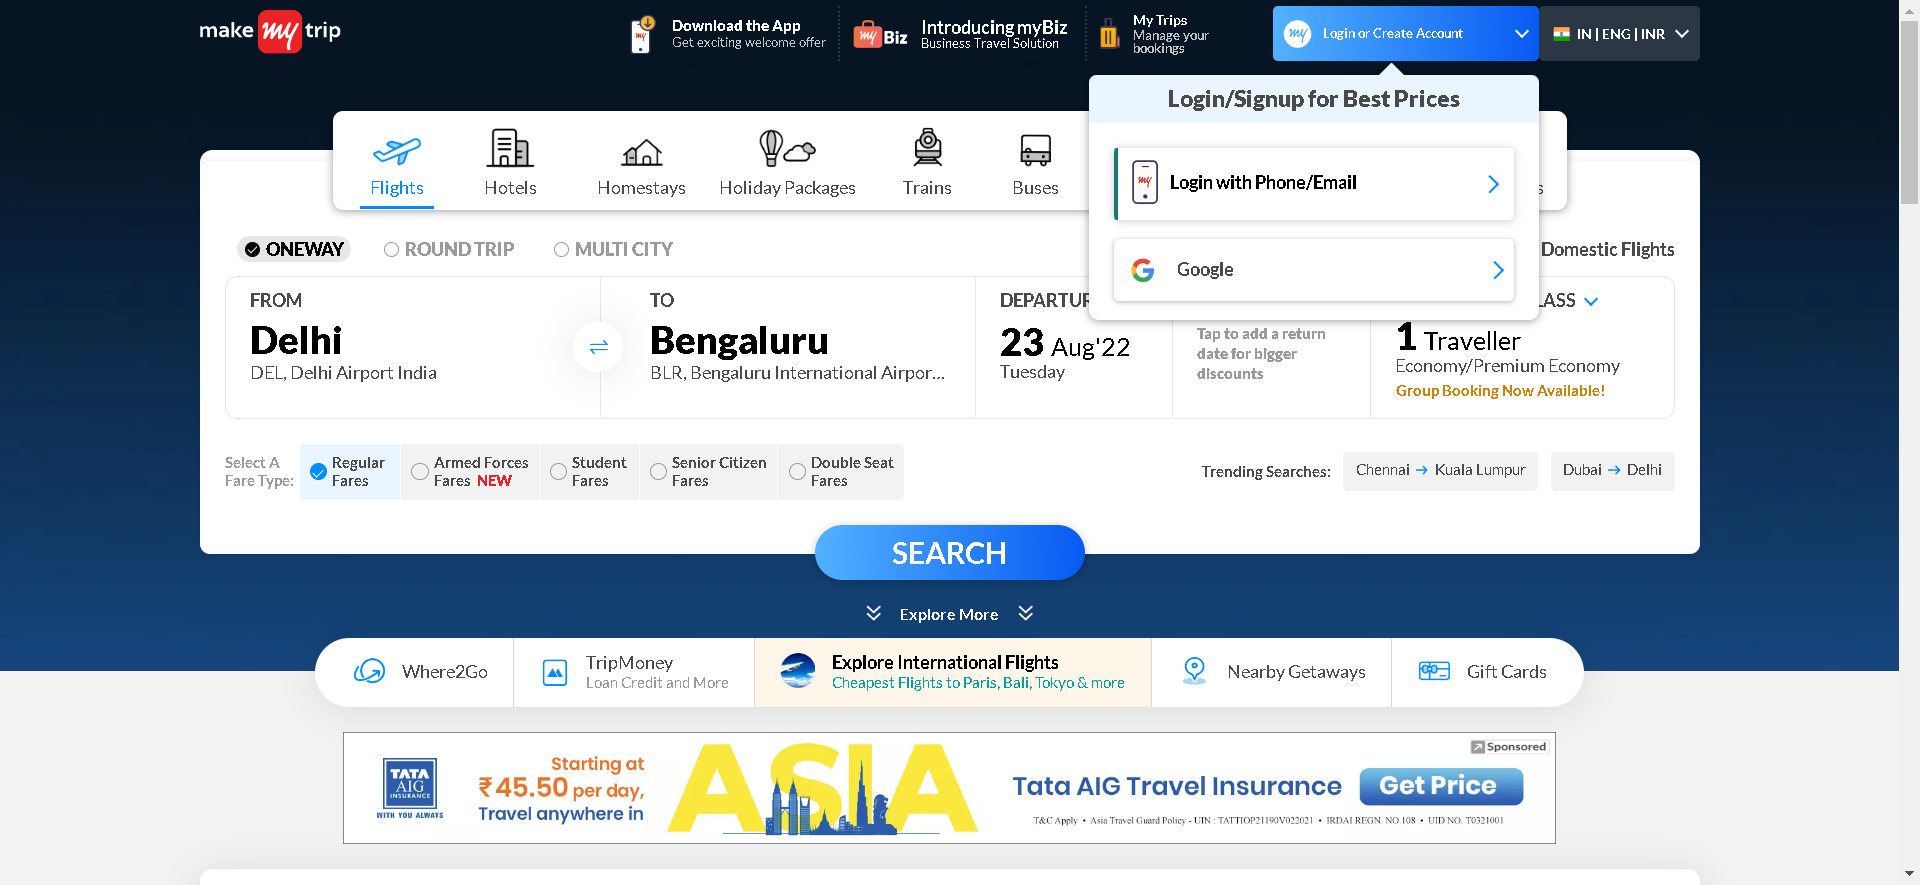 make my trip
Download the App
Get exciting welcome offer
my Biz
Introducing myBiz
Business Travel Solution
My Trips
Manage your
bookings
my
Login or Create Account
IN | ENG | INR
Login/Signup for Best Prices
my
Login with Phone/Email
Google
Flights
Hotels
Homestays
Holiday Packages
Trains
Buses
s
ONEWAY
ROUND TRIP
MULTI CITY
Domestic Flights
FROM
Delhi
DEL, Delhi Airport India
TO
Bengaluru
BLR, Bengaluru International Airpor...
DEPARTUR
23 Aug'22
Tuesday
Tap to add a return
date for bigger
discounts
LASS
1 Traveller
Economy/Premium Economy
Group Booking Now Available!
Select A
Fare Type:
Regular
Fares
Armed Forces
Fares NEW
Student
Fares
Senior Citizen
Fares
Double Seat
Fares
Trending Searches:
Chennai → Kuala Lumpur
Dubai → Delhi
SEARCH
Explore More
Where2Go
TripMoney
Loan Credit and More
Explore International Flights
Cheapest Flights to Paris, Bali, Tokyo & more
Nearby Getaways
Gift Cards
Sponsored
TATA
AIG
INSURANCE
WITH YOU ALWAYS
Starting at
₹45.50 per day,
Travel anywhere in
ASIA
Tata AIG Travel Insurance
Get Price
T&C Apply • Asia Travel Guard Policy - UIN : TATTIOP21190V022021 • IRDAI REGN. NO.108 • UID NO. T0321001